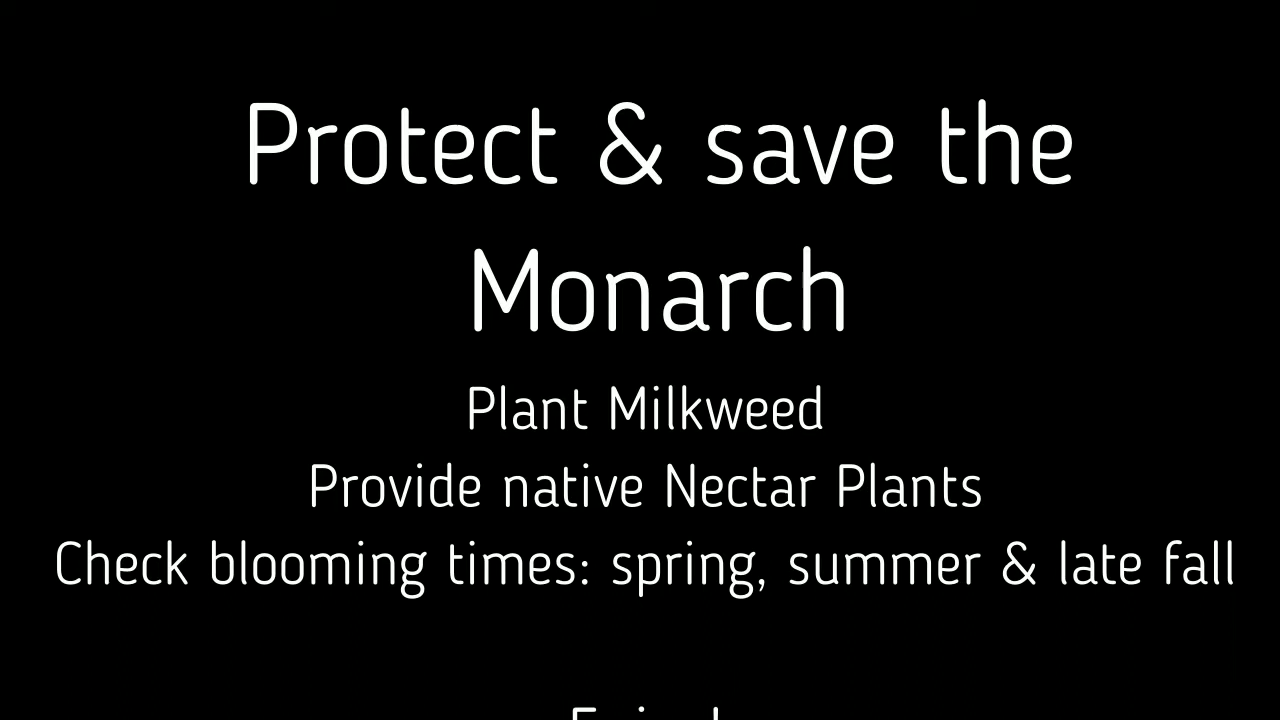 Protect & save the
Monarch
Plant Milkweed
Provide native Nectar Plants
Check blooming times: spring, summer & late fall